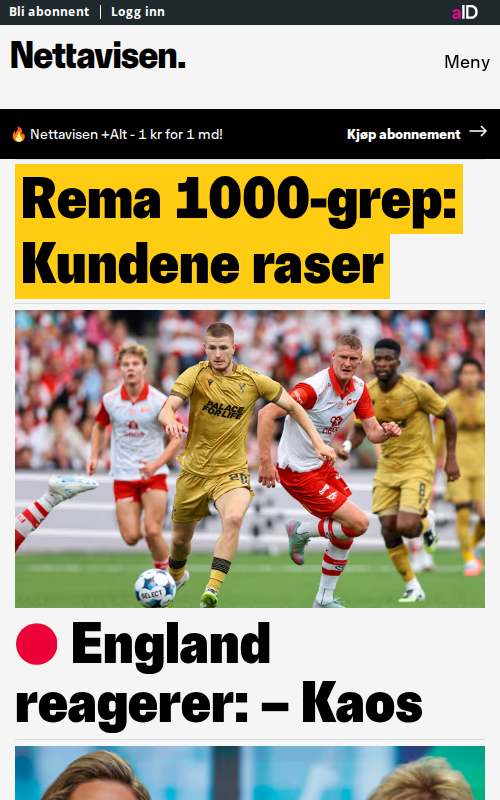 Bli abonnent | Logg inn
aID
Nettavisen.
Meny
🔥 Nettavisen +Alt - 1 kr for 1 md!
Kjøp abonnement →
Rema 1000-grep:
Kundene raser
PALACE
FOR LIFE
SELECT
England
reagerer: – Kaos